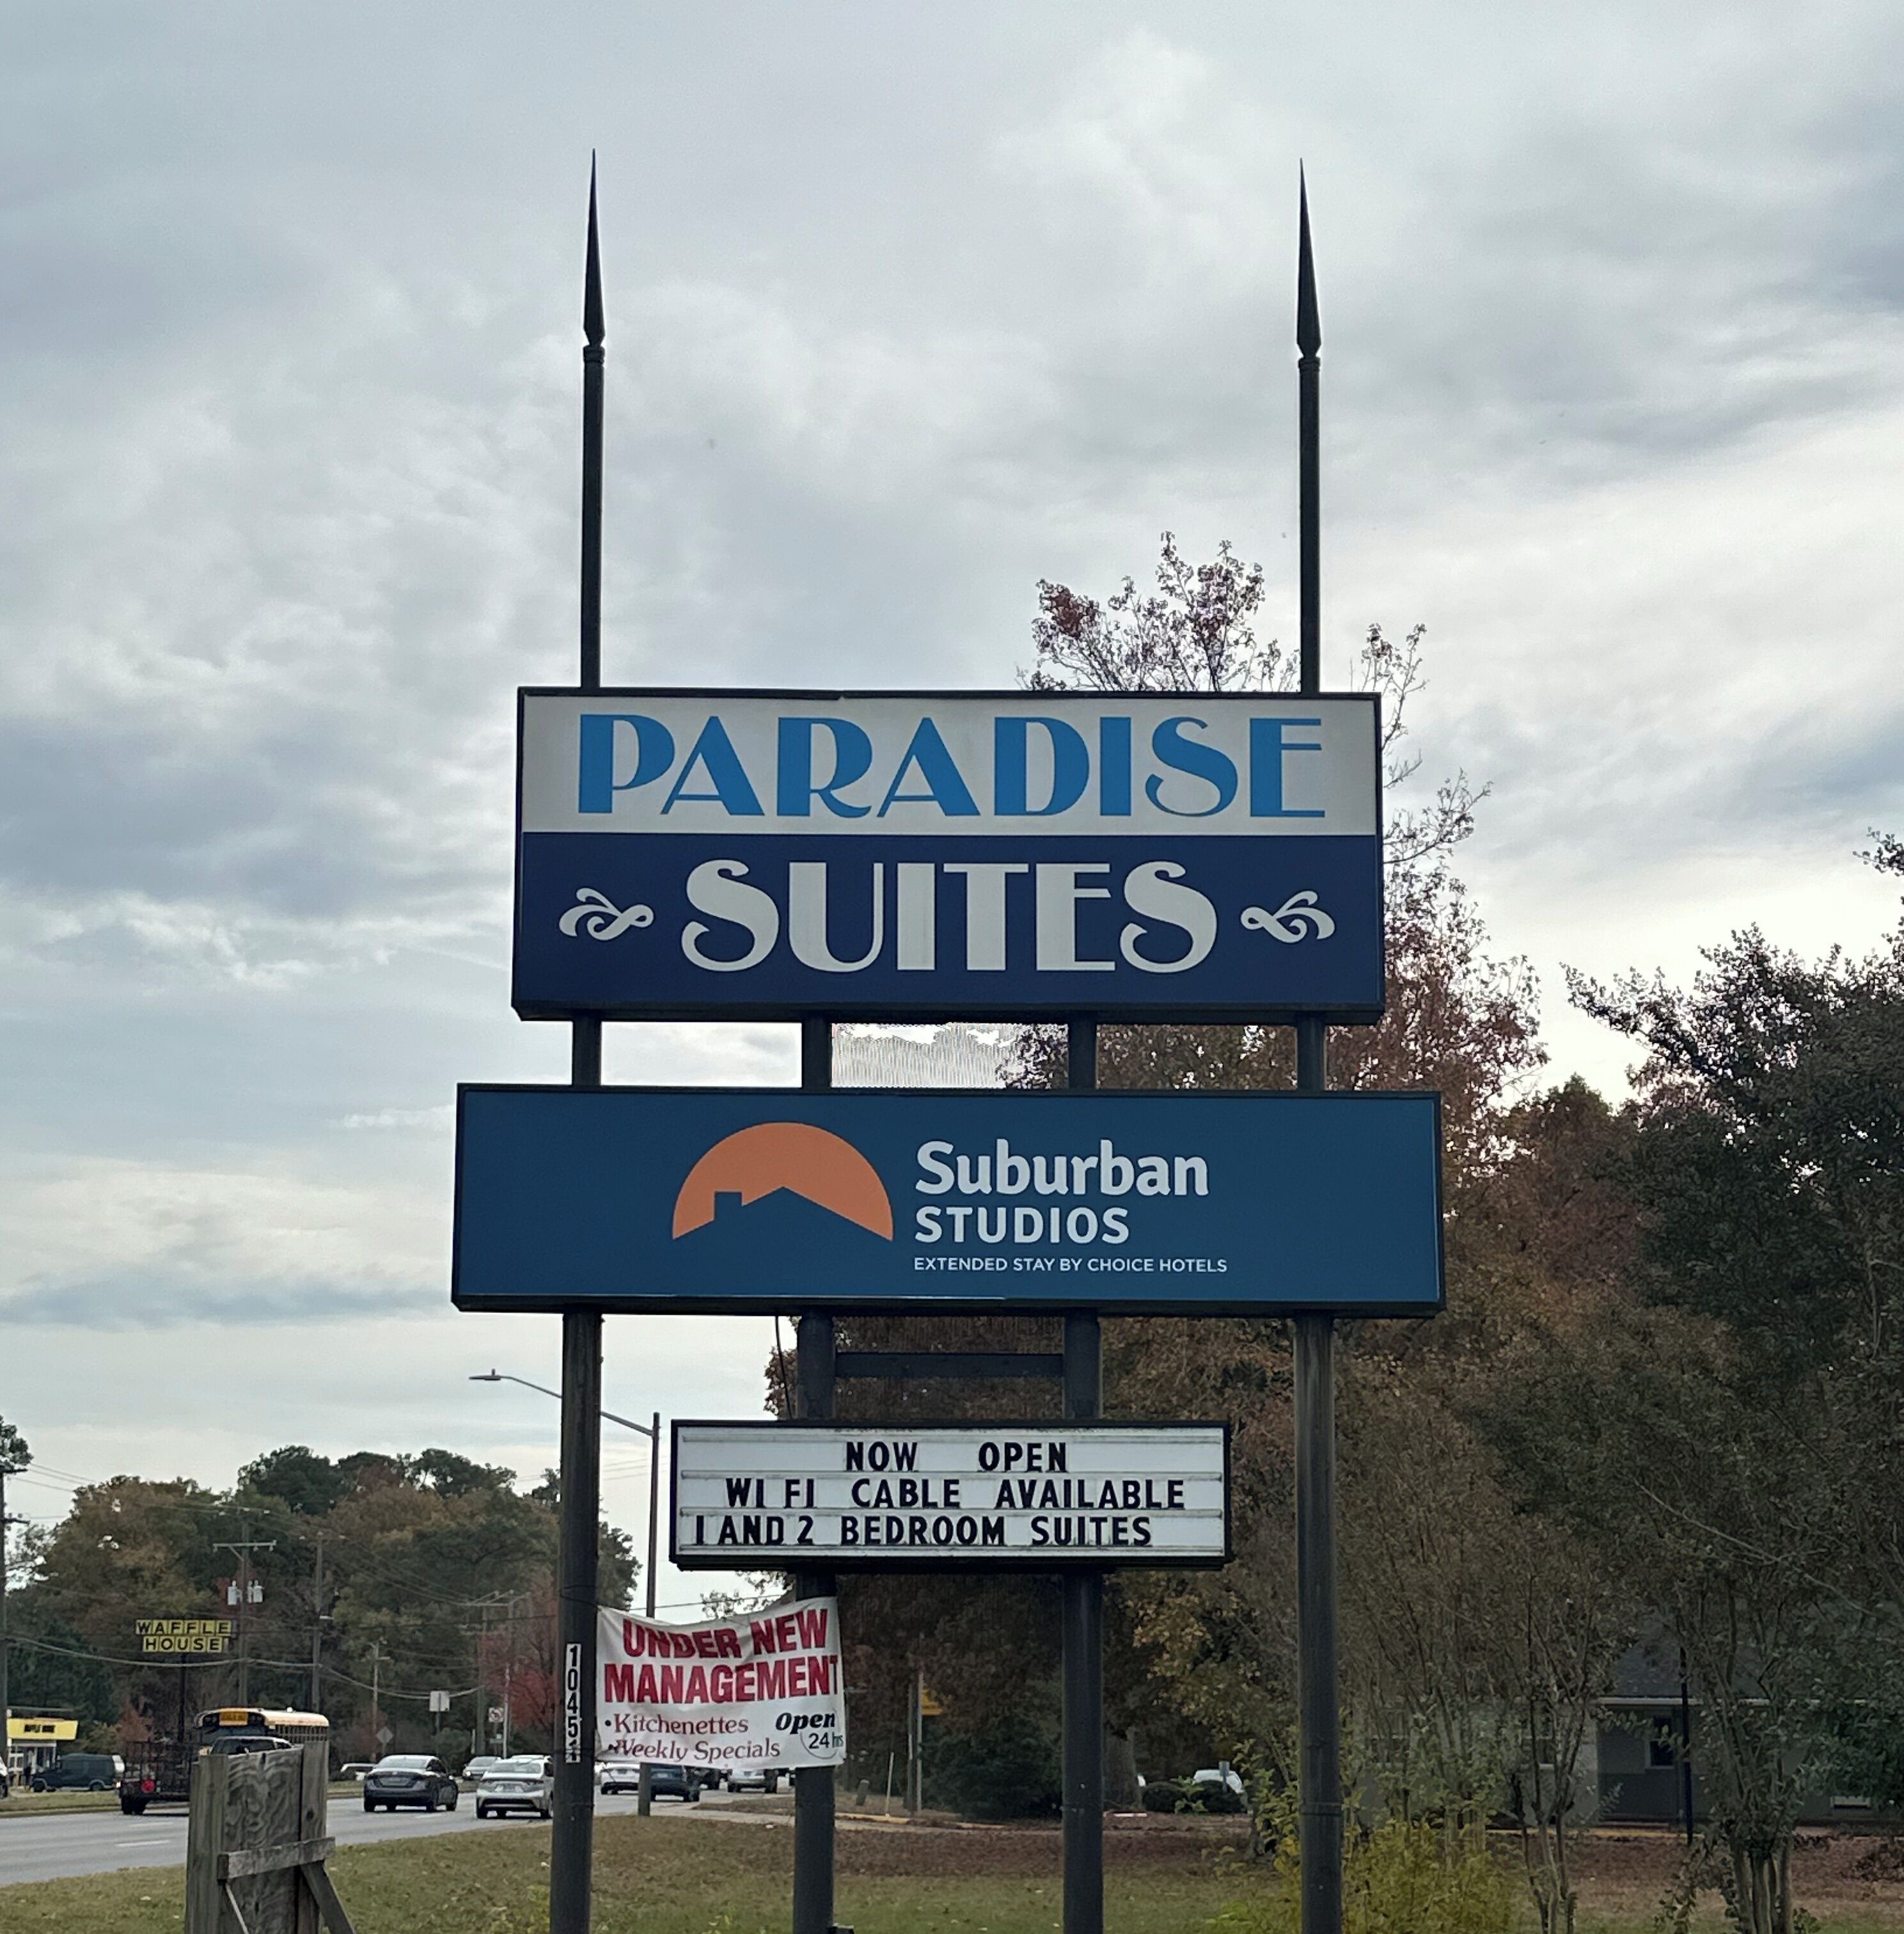 PARADISE
SUITES
Suburban
STUDIOS
EXTENDED STAY BY CHOICE HOTELS
NOW OPEN
WI FI CABLE AVAILABLE
1 AND 2 BEDROOM SUITES
UNDER NEW
MANAGEMENT
•Kitchenettes
•Weekly Specials
Open
24 hrs
WAFFLE
HOUSE